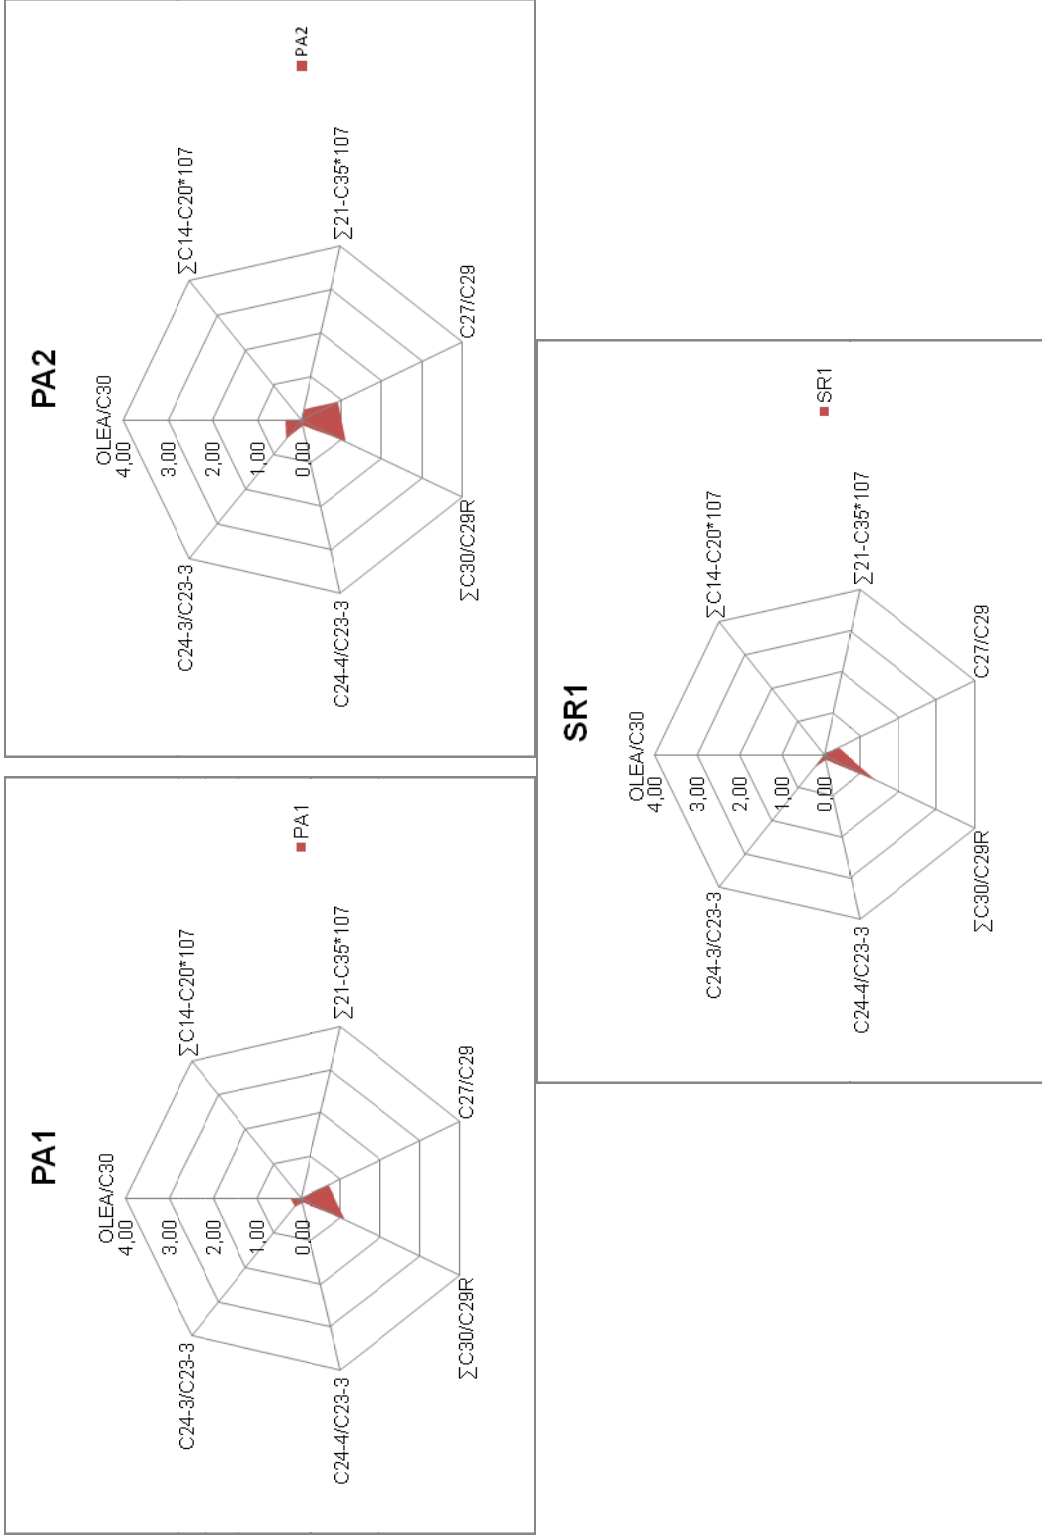 PA1
OLEA/C30
4,00
3,00
2,00
1,00
0,00
∑C14-C20*107
∑21-C35*107
C27/C29
∑C30/C29R
C24-4/C23-3
C24-3/C23-3
PA1
PA2
OLEA/C30
4,00
3,00
2,00
1,00
0,00
∑C14-C20*107
∑21-C35*107
C27/C29
∑C30/C29R
C24-4/C23-3
C24-3/C23-3
PA2
SR1
OLEA/C30
4,00
3,00
2,00
1,00
0,00
∑C14-C20*107
∑21-C35*107
C27/C29
∑C30/C29R
C24-4/C23-3
C24-3/C23-3
SR1